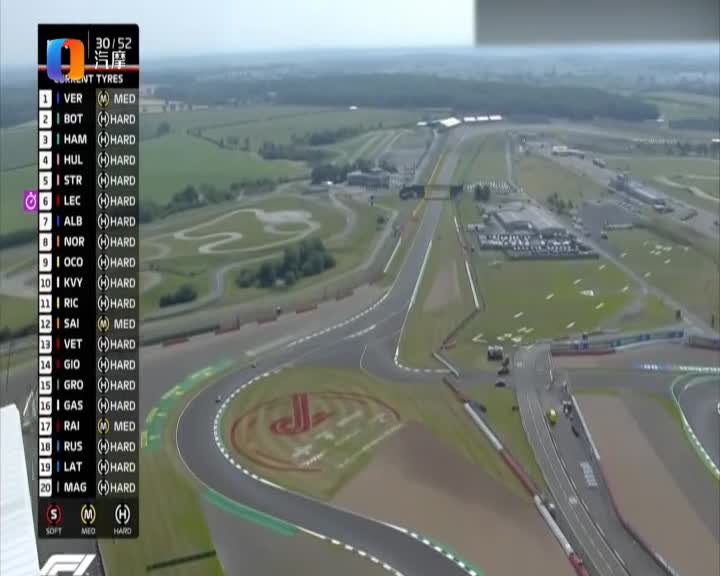 30/52
汽摩
CURRENT TYRES
1 VER M MED
2 BOT H HARD
3 HAM H HARD
4 HUL H HARD
5 STR H HARD
6 LEC H HARD
7 ALB H HARD
8 NOR H HARD
9 OCO H HARD
10 KVY H HARD
11 RIC H HARD
12 SAI M MED
13 VET H HARD
14 GIO H HARD
15 GRO H HARD
16 GAS H HARD
17 RAI M MED
18 RUS H HARD
19 LAT H HARD
20 MAG H HARD
S M H
SOFT MED HARD
F1